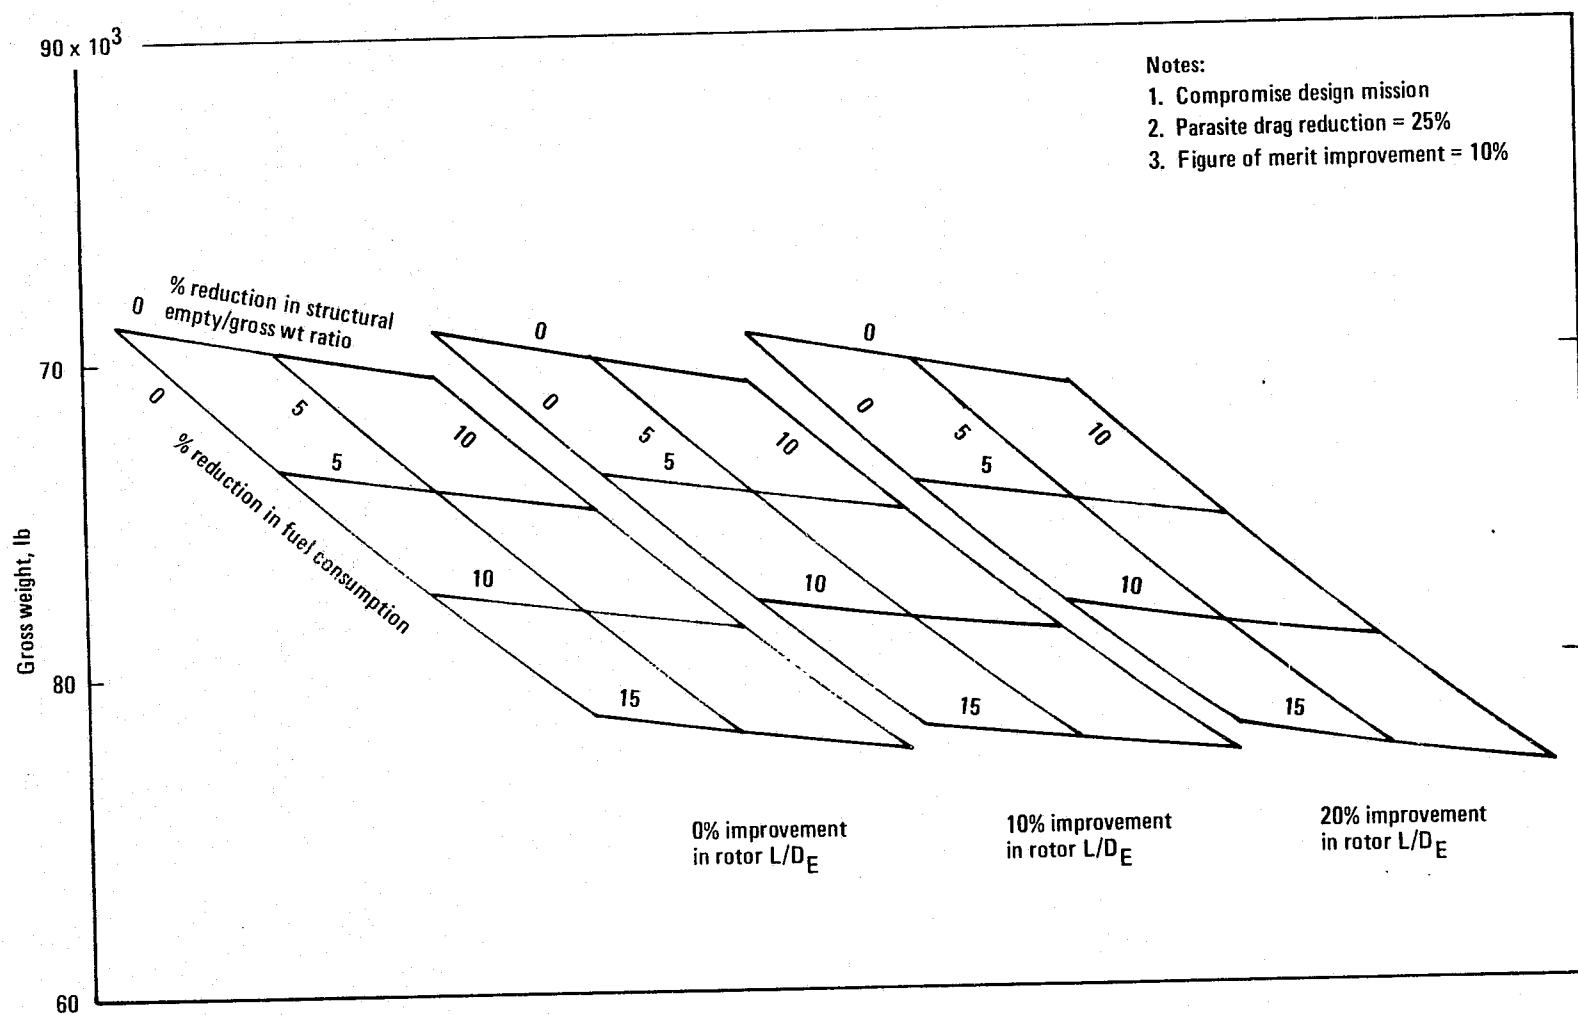 90 x 10³
Notes:
1. Compromise design mission
2. Parasite drag reduction = 25%
3. Figure of merit improvement = 10%
0
% reduction in structural
empty/gross wt ratio
0
0
70
0
5
10
0
5
10
0
5
10
5
5
5
% reduction in fuel consumption
Gross weight, lb
10
10
10
80
15
15
15
0% improvement
in rotor L/D_E
10% improvement
in rotor L/D_E
20% improvement
in rotor L/D_E
60